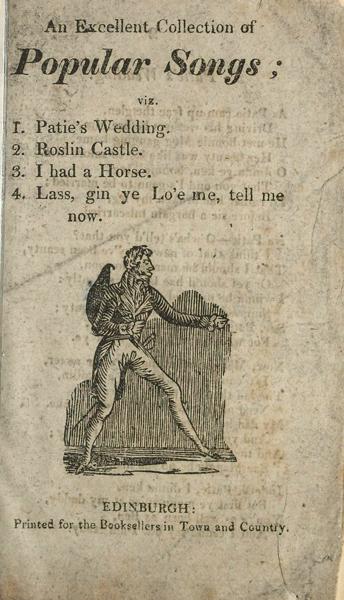 An Excellent Collection of
Popular Songs;
viz.
1. Patie's Wedding.
2. Roslin Castle.
3. I had a Horse.
4. Lass, gin ye Lo'e me, tell me
now.
EDINBURGH:
Printed for the Booksellers in Town and Country.